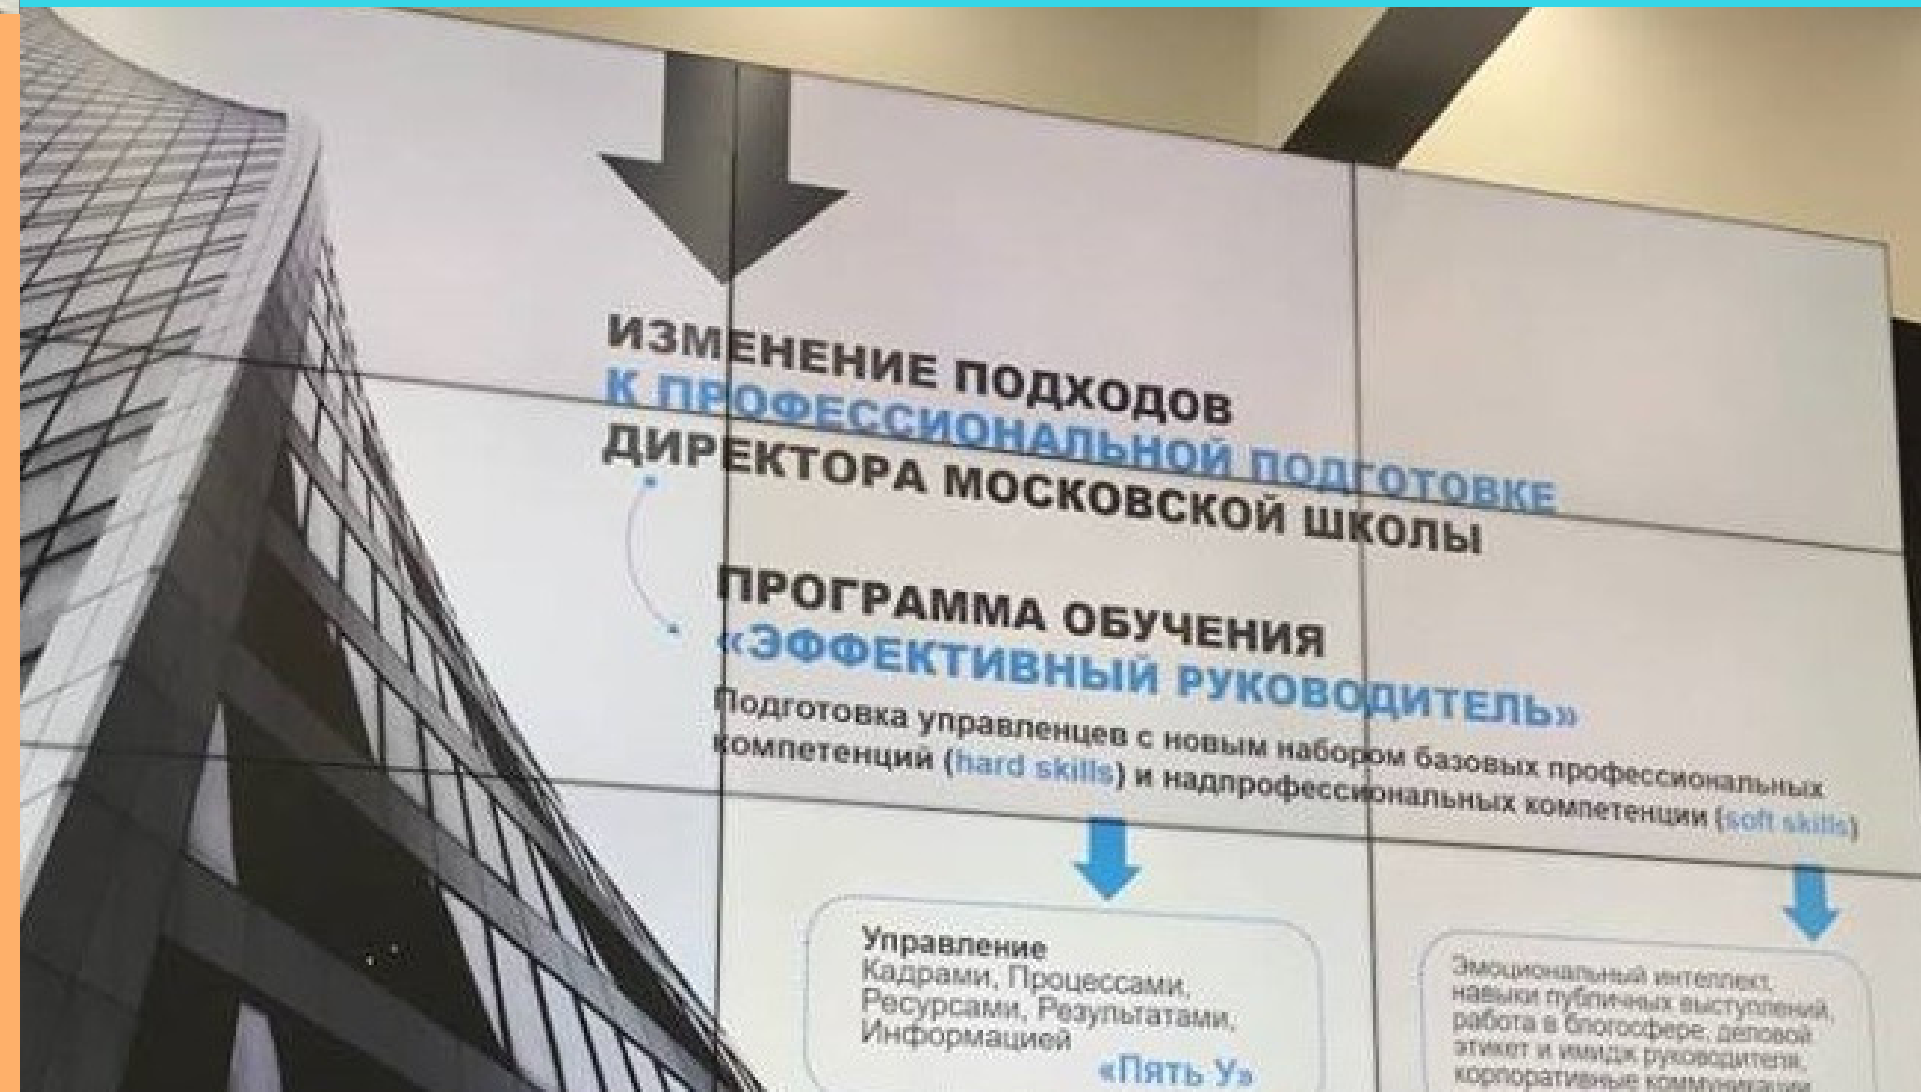 ИЗМЕНЕНИЕ ПОДХОДОВ
К ПРОФЕССИОНАЛЬНОЙ ПОДГОТОВКЕ
ДИРЕКТОРА МОСКОВСКОЙ ШКОЛЫ
ПРОГРАММА ОБУЧЕНИЯ
«ЭФФЕКТИВНЫЙ РУКОВОДИТЕЛЬ»
Подготовка управленцев с новым набором базовых профессиональных
компетенций (hard skills) и надпрофессиональных компетенции (soft skills)
Управление
Кадрами, Процессами,
Ресурсами, Результатами,
Информацией
«Пять У»
Эмоциональный интеллект,
навыки публичных выступлений,
работа в блогосфере, деловой
этикет и имидж руководителя,
корпоративные коммуникации